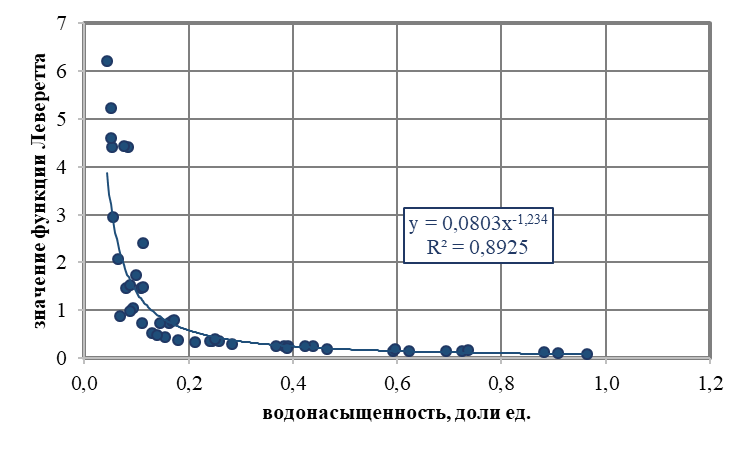 7
6
5
4
3
2
1
0
значение функции Леверетта
y = 0,0803x^-1,234
R² = 0,8925
0,0 0,2 0,4 0,6 0,8 1,0 1,2
водонасыщенность, доли ед.